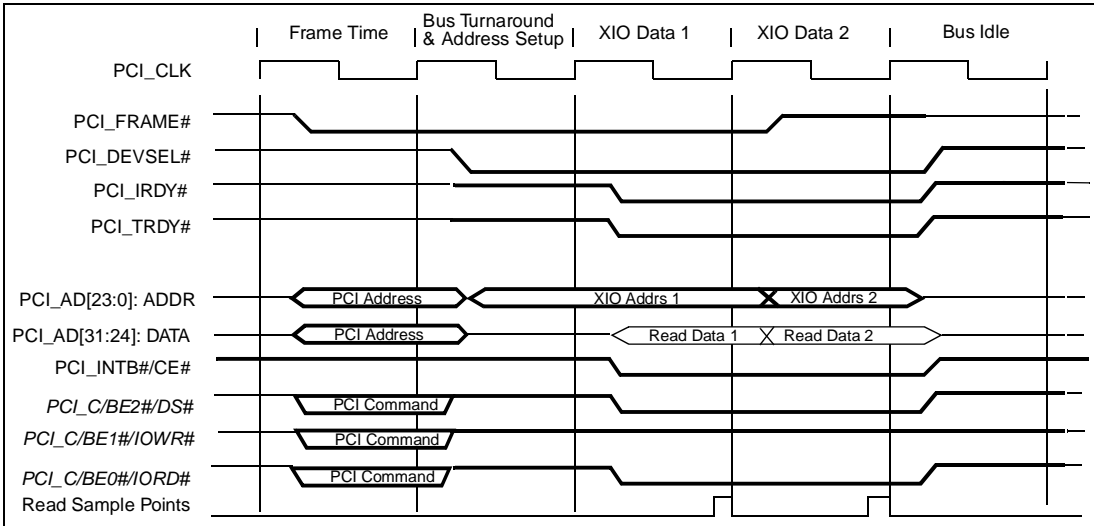 Frame Time
Bus Turnaround
& Address Setup
XIO Data 1
XIO Data 2
Bus Idle
PCI_CLK
PCI_FRAME#
PCI_DEVSEL#
PCI_IRDY#
PCI_TRDY#
PCI_AD[23:0]: ADDR
PCI Address
XIO Addrs 1
XIO Addrs 2
PCI_AD[31:24]: DATA
PCI Address
Read Data 1
Read Data 2
PCI_INTB#/CE#
PCI_C/BE2#/DS#
PCI Command
PCI_C/BE1#/IOWR#
PCI Command
PCI_C/BE0#/IORD#
PCI Command
Read Sample Points